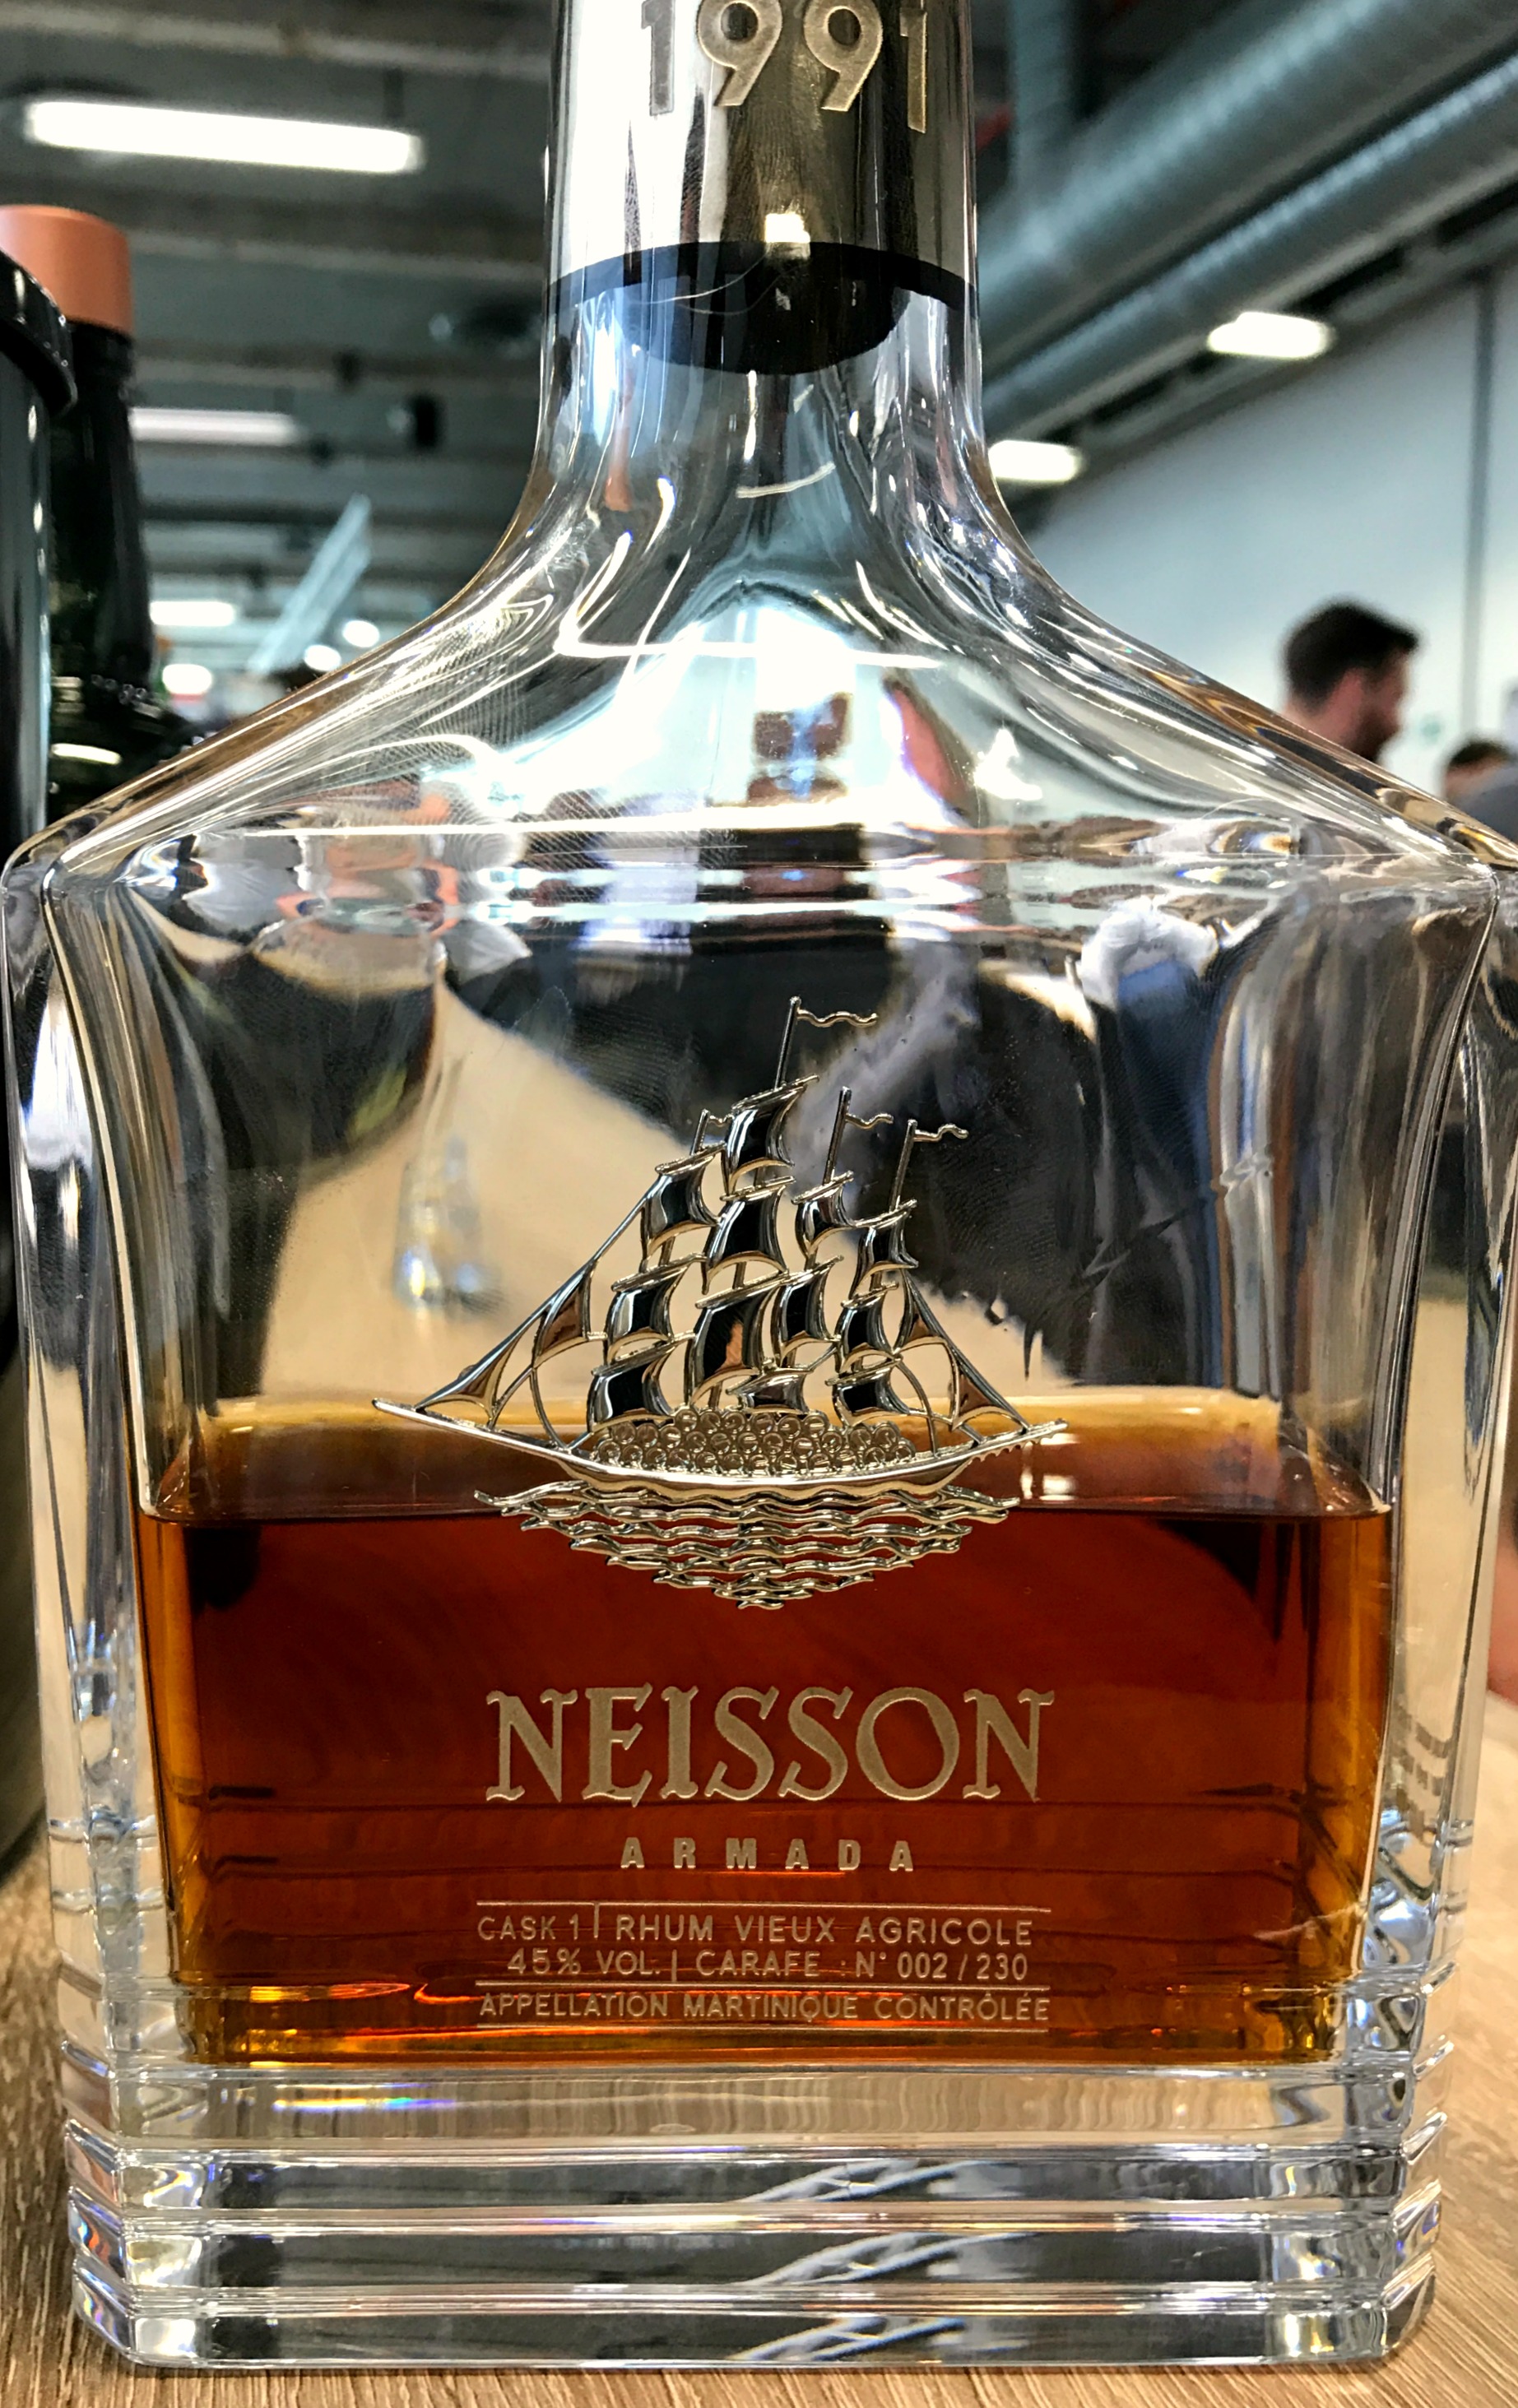 1991
NEISSON
ARMADA
CASK 1 | RHUM VIEUX AGRICOLE
45% VOL. | CARAFE : N° 002 / 230
APPELLATION MARTINIQUE CONTRÔLÉE